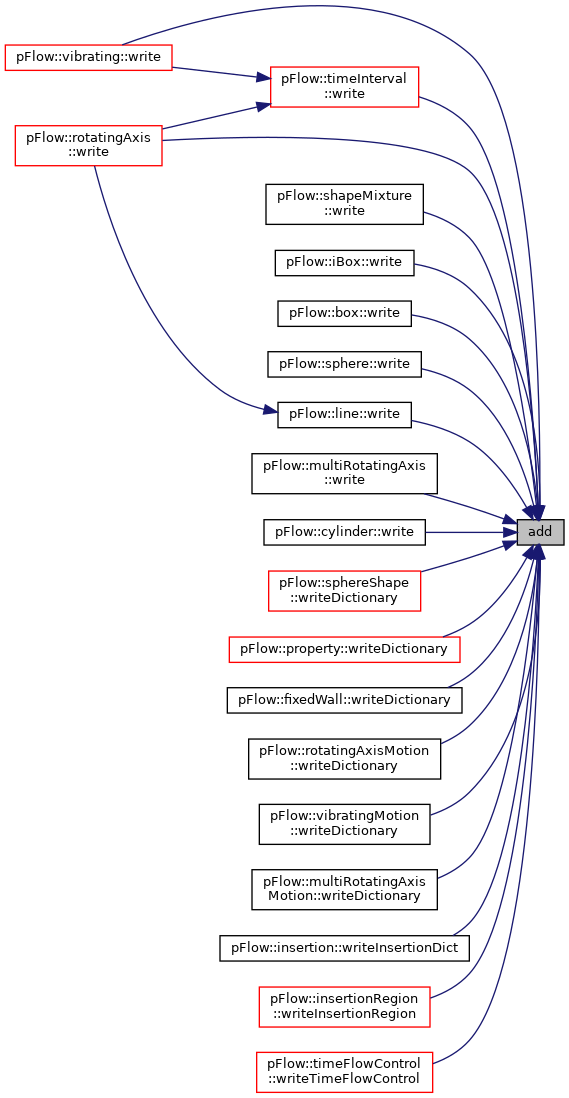 pFlow::vibrating::write
pFlow::timeInterval
::write
pFlow::rotatingAxis
::write
pFlow::shapeMixture
::write
pFlow::iBox::write
pFlow::box::write
pFlow::sphere::write
pFlow::line::write
pFlow::multiRotatingAxis
::write
pFlow::cylinder::write
add
pFlow::sphereShape
::writeDictionary
pFlow::property::writeDictionary
pFlow::fixedWall::writeDictionary
pFlow::rotatingAxisMotion
::writeDictionary
pFlow::vibratingMotion
::writeDictionary
pFlow::multiRotatingAxis
Motion::writeDictionary
pFlow::insertion::writeInsertionDict
pFlow::insertionRegion
::writeInsertionRegion
pFlow::timeFlowControl
::writeTimeFlowControl